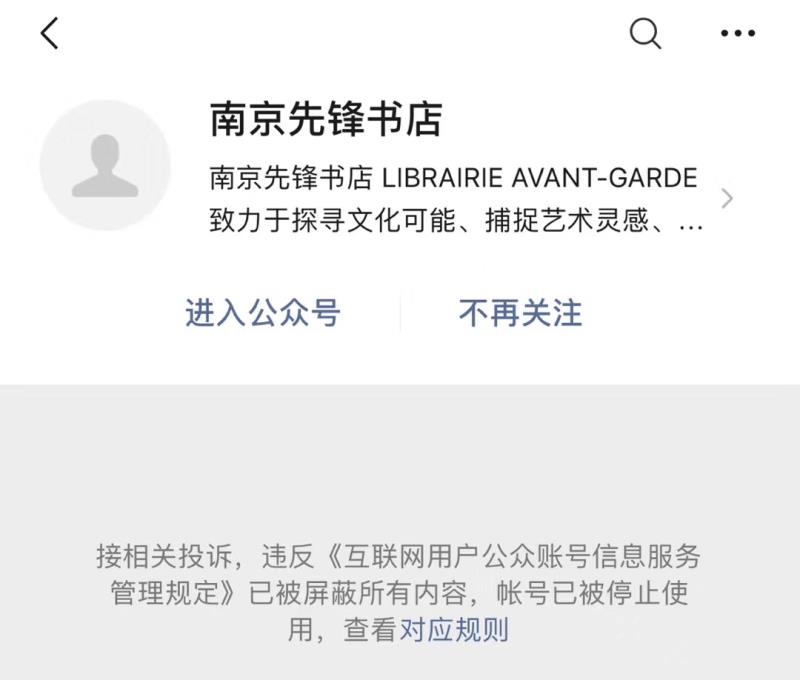 南京先锋书店
南京先锋书店 LIBRAIRIE AVANT-GARDE
致力于探寻文化可能、捕捉艺术灵感、...
进入公众号
不再关注
接相关投诉，违反《互联网用户公众账号信息服务
管理规定》已被屏蔽所有内容，帐号已被停止使
用，查看对应规则